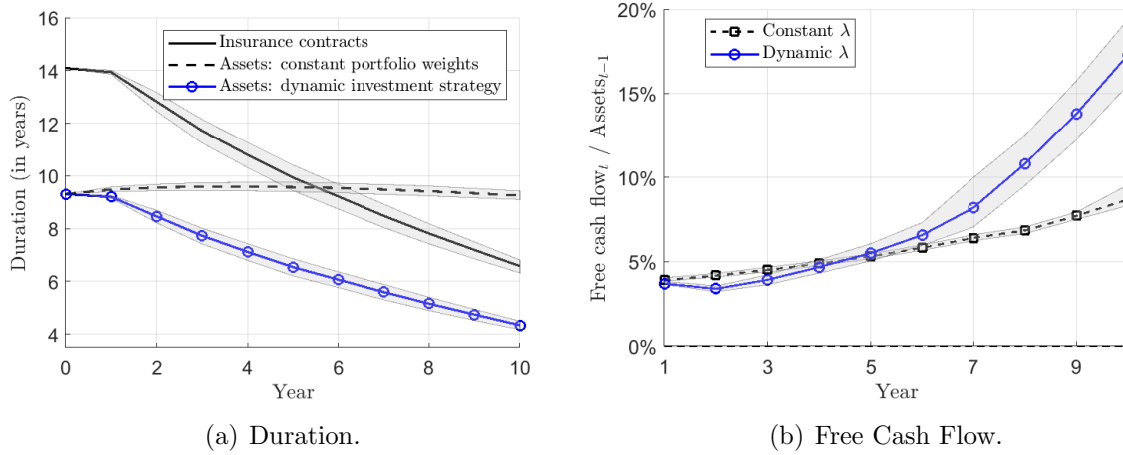 16
14
12
10
8
6
4
Duration (in years)
Insurance contracts
Assets: constant portfolio weights
Assets: dynamic investment strategy
0 2 4 6 8 10
Year
(a) Duration.
20%
15%
10%
5%
0%
Free cash flow_t / Assets_{t−1}
Constant λ
Dynamic λ
1 3 5 7 9
Year
(b) Free Cash Flow.